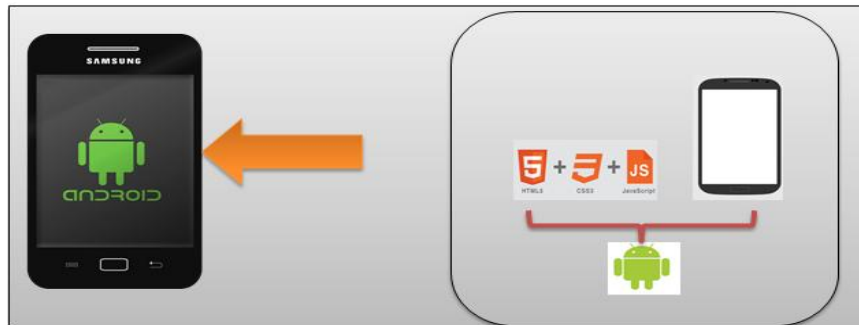 SAMSUNG
ANDROID
5 + 3 + JS
HTML5 CSS3 JavaScript